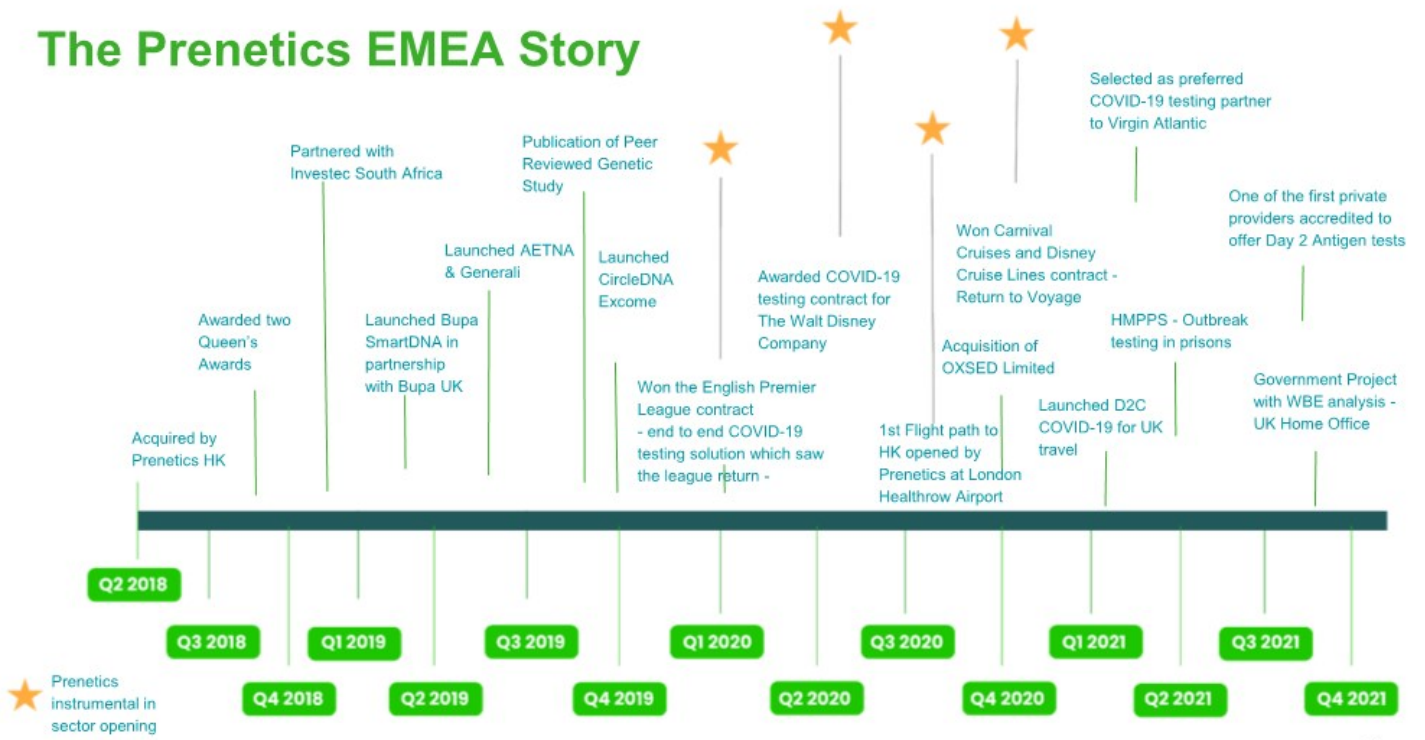 The Prenetics EMEA Story
Acquired by
Prenetics HK
Awarded two
Queen's
Awards
Partnered with
Investec South Africa
Launched Bupa
SmartDNA in
partnership
with Bupa UK
Launched AETNA
& Generali
Publication of Peer
Reviewed Genetic
Study
Launched
CircleDNA
Excome
Won the English Premier
League contract
- end to end COVID-19
testing solution which saw
the league return -
Awarded COVID-19
testing contract for
The Walt Disney
Company
1st Flight path to
HK opened by
Prenetics at London
Healthrow Airport
Won Carnival
Cruises and Disney
Cruise Lines contract -
Return to Voyage
Acquisition of
OXSED Limited
Launched D2C
COVID-19 for UK
travel
Selected as preferred
COVID-19 testing partner
to Virgin Atlantic
HMPPS - Outbreak
testing in prisons
One of the first private
providers accredited to
offer Day 2 Antigen tests
Government Project
with WBE analysis -
UK Home Office
Q2 2018
Q3 2018
Q4 2018
Q1 2019
Q2 2019
Q3 2019
Q4 2019
Q1 2020
Q2 2020
Q3 2020
Q4 2020
Q1 2021
Q2 2021
Q3 2021
Q4 2021
Prenetics
instrumental in
sector opening